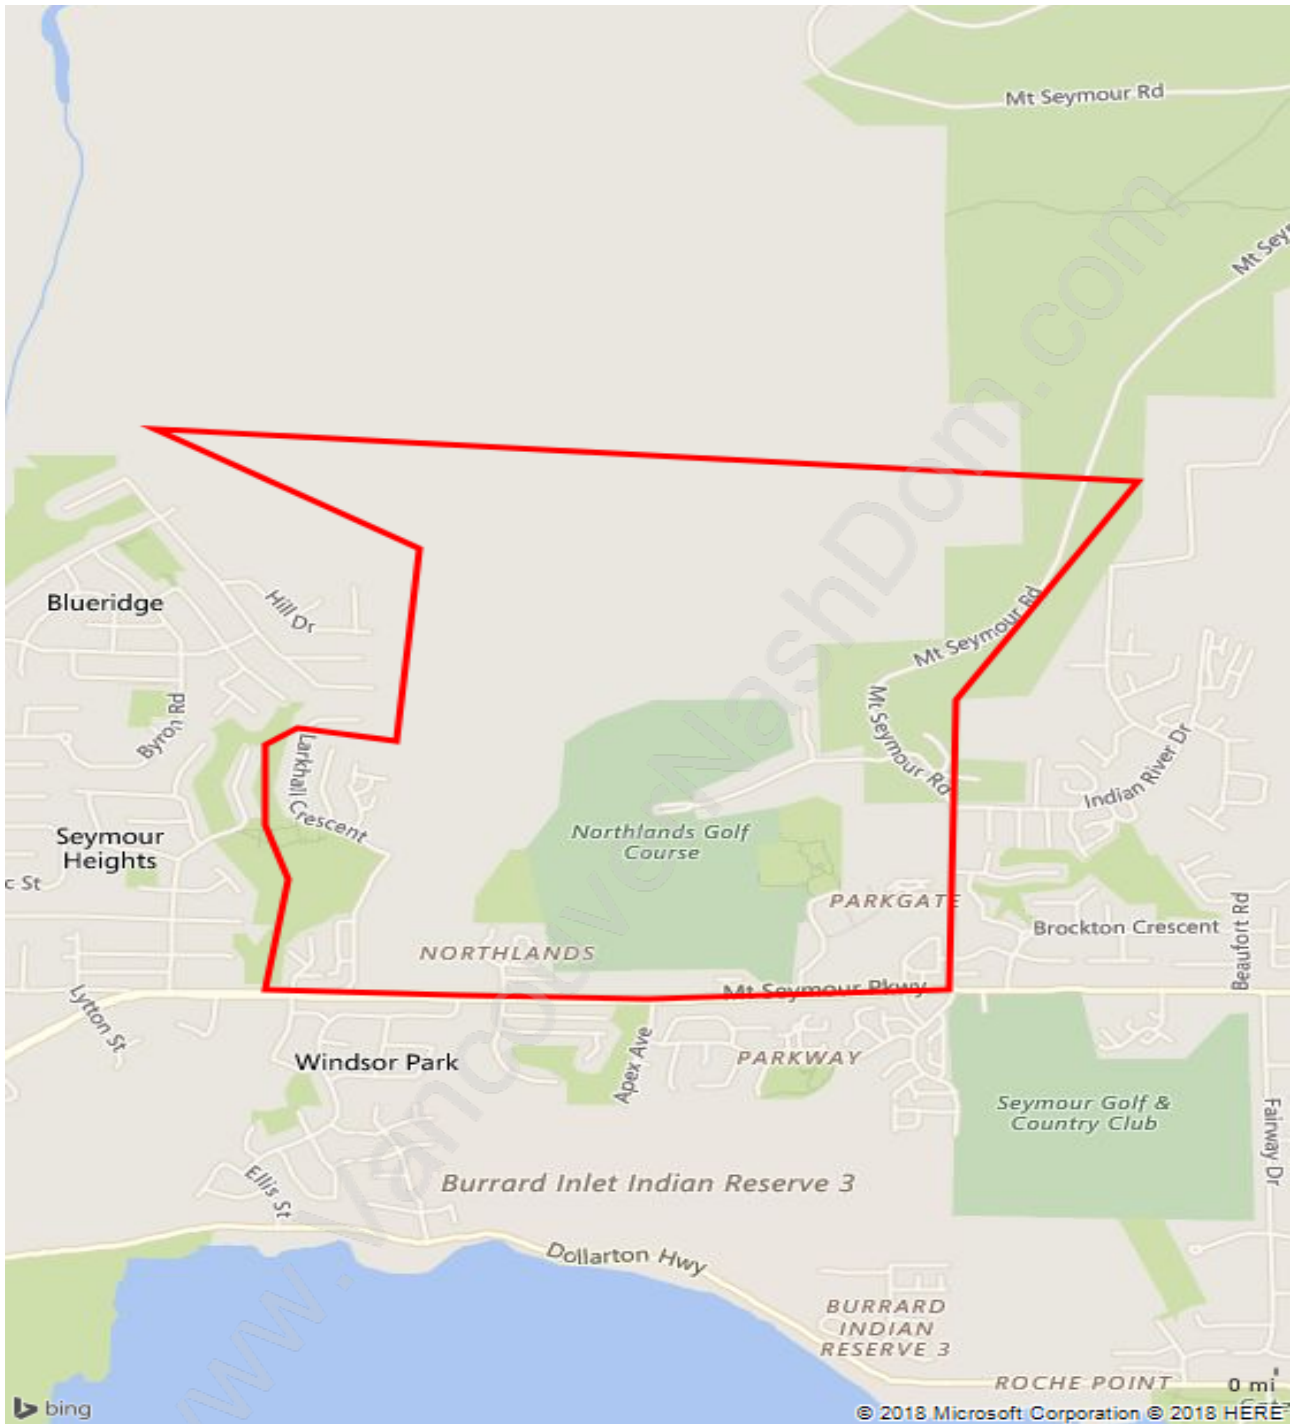 Mt Seymour Rd
Mt Sey
Blueridge
Hill Dr
Mt Seymour Rd
Byron Rd
Mt Seymour Rd
Larkhall Crescent
Indian River Dr
Seymour
Heights
Northlands Golf
Course
c St
PARKGATE
Beaufort Rd
Brockton Crescent
NORTHLANDS
Mt Seymour Pkwy
Lytton St
Windsor Park
Apex Ave
PARKWAY
Seymour Golf &
Country Club
Fairway Dr
Burrard Inlet Indian Reserve 3
Ellis St
Dollarton Hwy
BURRARD
INDIAN
RESERVE 3
ROCHE POINT
0 mi
bing
© 2018 Microsoft Corporation © 2018 HERE
www.VancouverNashDom.com